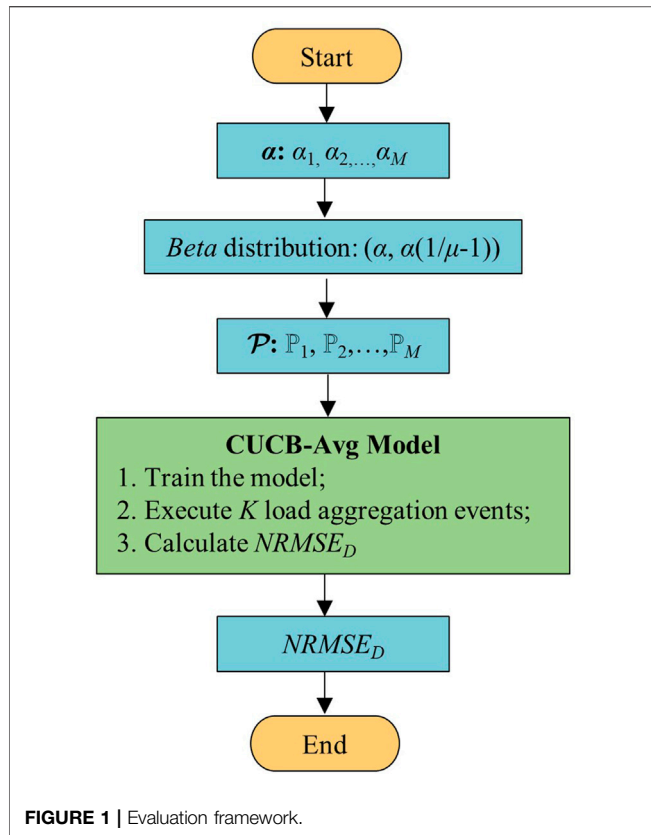 Start
α: α1, α2,...,αM
Beta distribution: (α, α(1/μ-1))
𝓟: ℙ1, ℙ2,...,ℙM
CUCB-Avg Model
1. Train the model;
2. Execute K load aggregation events;
3. Calculate NRMSED
NRMSED
End
FIGURE 1 | Evaluation framework.